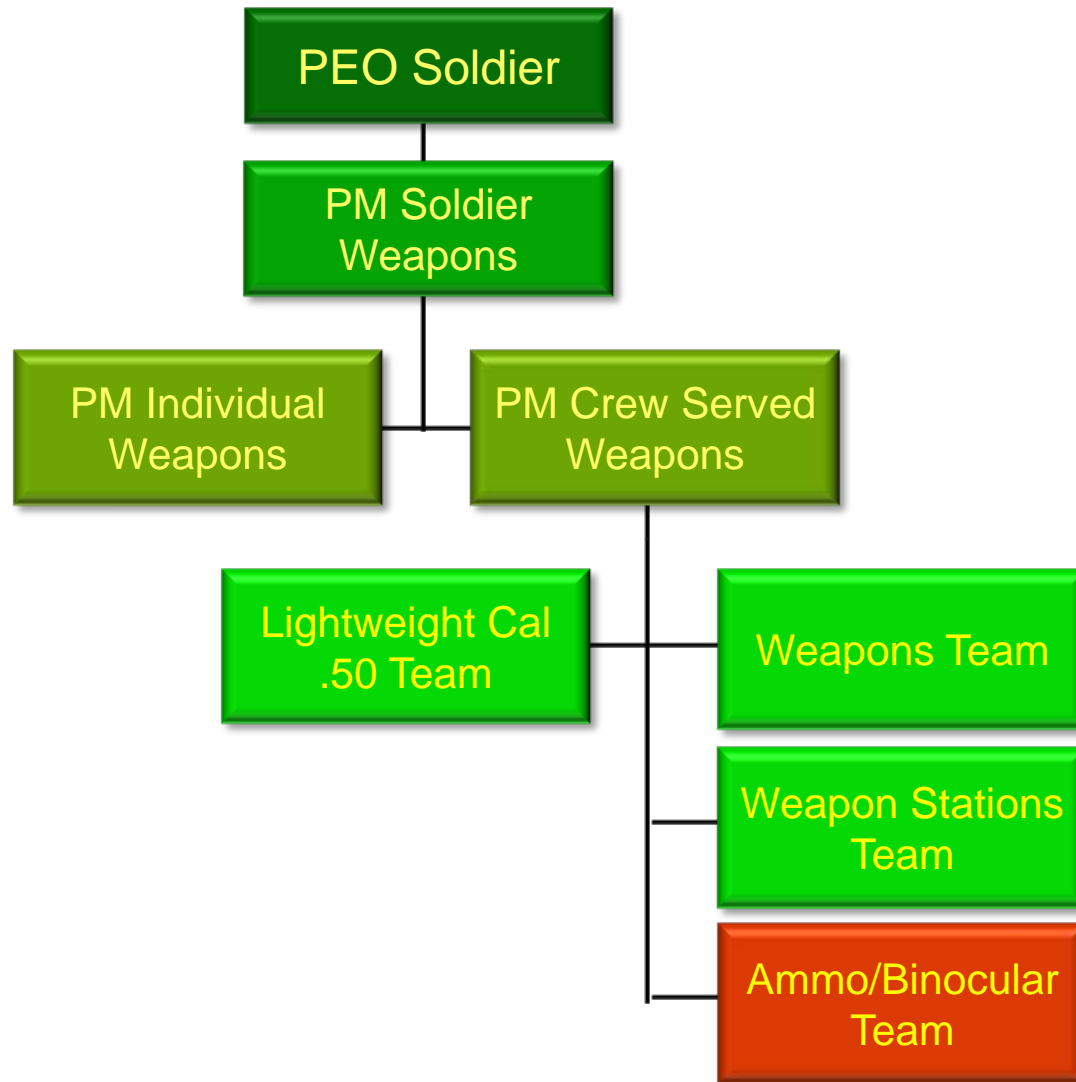 PEO Soldier
PM Soldier
Weapons
PM Individual
Weapons
PM Crew Served
Weapons
Lightweight Cal
.50 Team
Weapons Team
Weapon Stations
Team
Ammo/Binocular
Team